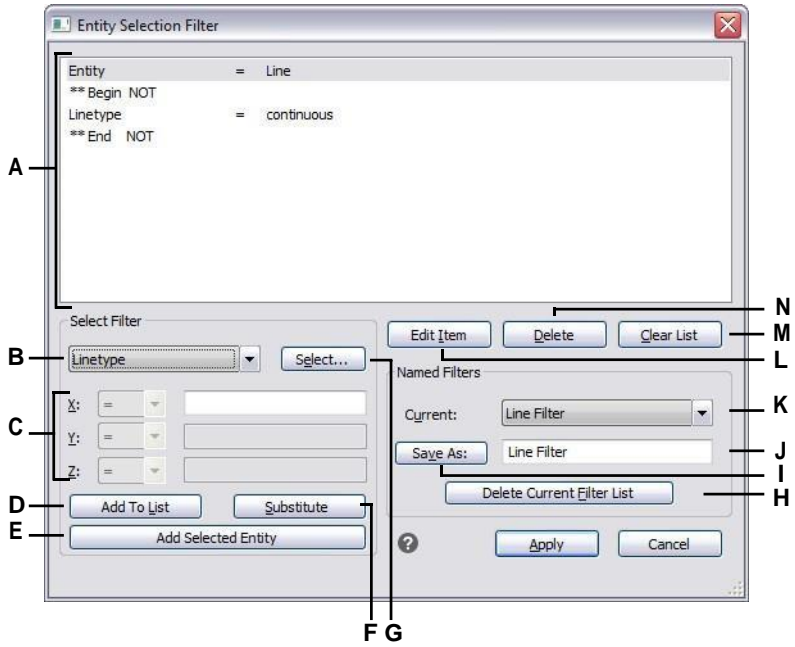 Entity Selection Filter
Entity = Line
** Begin NOT
Linetype = continuous
** End NOT
A
Select Filter
N
Edit Item Delete Clear List M
L
B Linetype Select...
Named Filters
C X: =
Y: =
Z: =
Current: Line Filter K
Save As: Line Filter J
I
D Add To List Substitute
Delete Current Filter List H
E Add Selected Entity
? Apply Cancel
F G